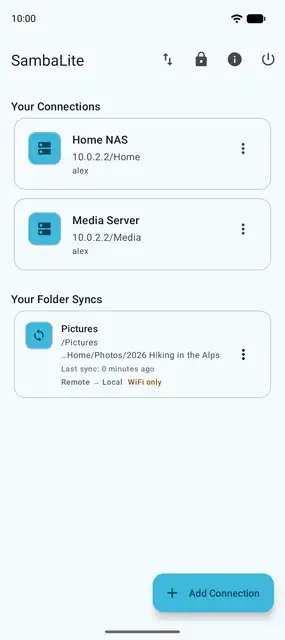 10:00
SambaLite
Your Connections
Home NAS
10.0.2.2/Home
alex
Media Server
10.0.2.2/Media
alex
Your Folder Syncs
Pictures
/Pictures
...Home/Photos/2026 Hiking in the Alps
Last sync: 0 minutes ago
Remote → Local WiFi only
+ Add Connection